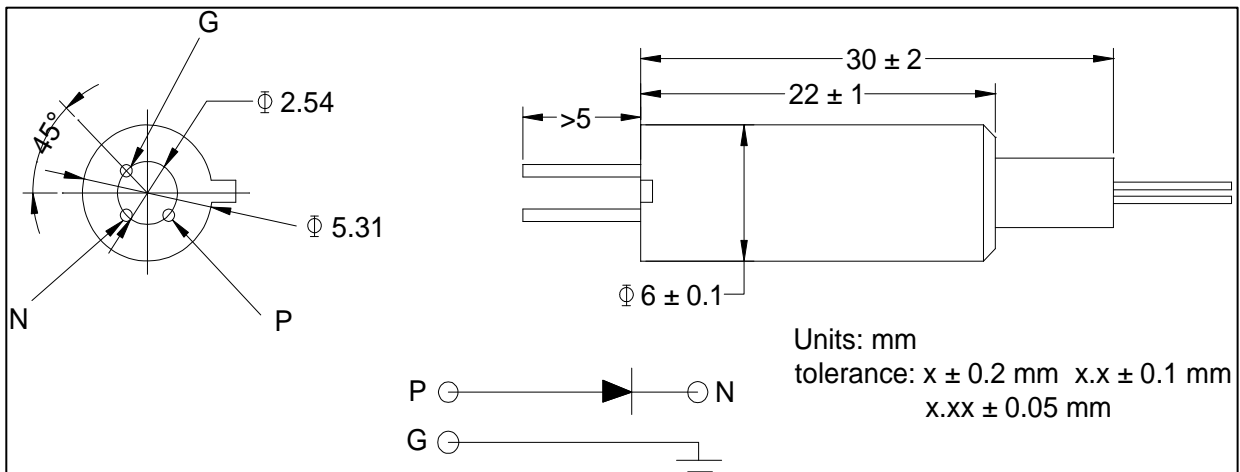 G
Φ 2.54
45°
Φ 5.31
N
P
30 ± 2
22 ± 1
>5
Φ 6 ± 0.1
Units: mm
tolerance: x ± 0.2 mm x.x ± 0.1 mm
x.xx ± 0.05 mm
P N
G